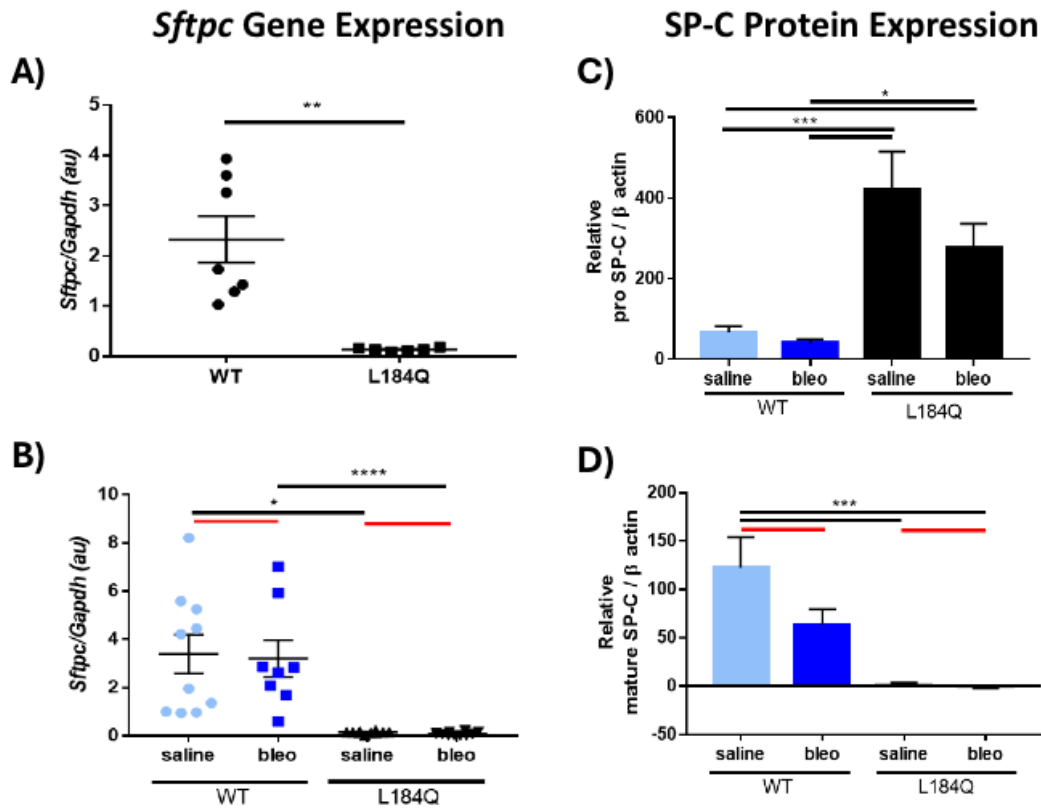 Sftpc Gene Expression
A)
Sftpc/Gapdh (au)
5
4
3
2
1
0
**
WT
L184Q
B)
Sftpc/Gapdh (au)
10
8
6
4
2
0
****
*
saline
bleo
saline
bleo
WT
L184Q
SP-C Protein Expression
C)
Relative
pro SP-C / β actin
600
400
200
0
*
***
saline
bleo
saline
bleo
WT
L184Q
D)
Relative
mature SP-C / β actin
200
150
100
50
0
-50
***
saline
bleo
saline
bleo
WT
L184Q